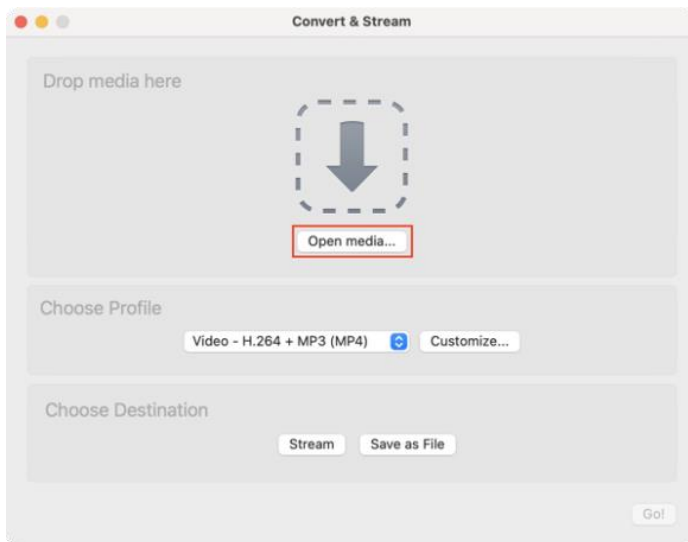 Convert & Stream
Drop media here
Open media...
Choose Profile
Video - H.264 + MP3 (MP4) Customize...
Choose Destination
Stream Save as File
Go!